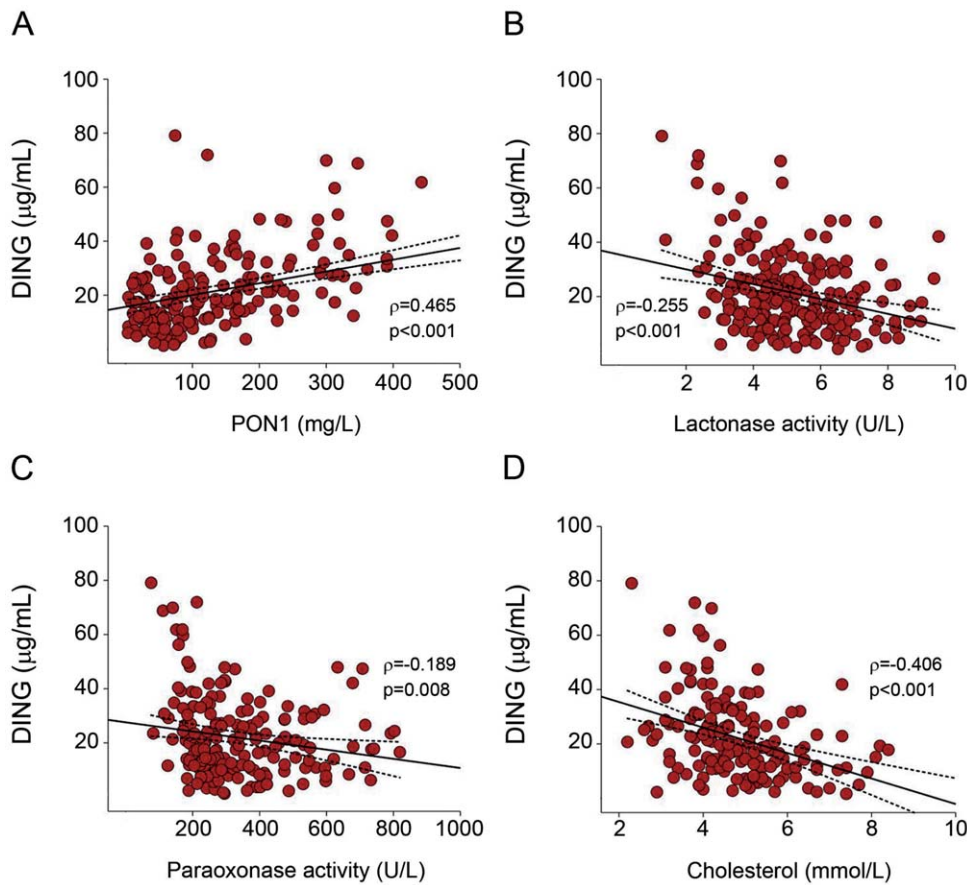 A
100
80
60
40
20
DING (μg/mL)
ρ=0.465
p<0.001
100 200 300 400 500
PON1 (mg/L)
B
100
80
60
40
20
DING (μg/mL)
ρ=-0.255
p<0.001
2 4 6 8 10
Lactonase activity (U/L)
C
100
80
60
40
20
DING (μg/mL)
ρ=-0.189
p=0.008
200 400 600 800 1000
Paraoxonase activity (U/L)
D
100
80
60
40
20
DING (μg/mL)
ρ=-0.406
p<0.001
2 4 6 8 10
Cholesterol (mmol/L)